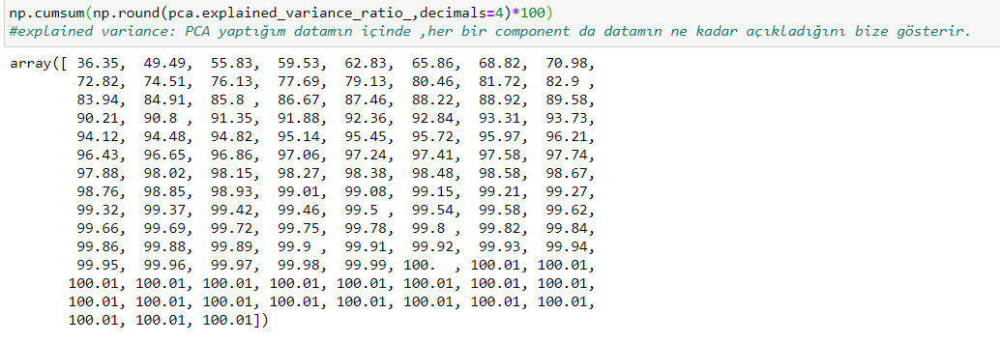 np.cumsum(np.round(pca.explained_variance_ratio_,decimals=4)*100)
#explained variance: PCA yaptığım datamın içinde ,her bir component da datamın ne kadar açıkladığını bize gösterir.
array([ 36.35,  49.49,  55.83,  59.53,  62.83,  65.86,  68.82,  70.98,
72.82,  74.51,  76.13,  77.69,  79.13,  80.46,  81.72,  82.9 ,
83.94,  84.91,  85.8 ,  86.67,  87.46,  88.22,  88.92,  89.58,
90.21,  90.8 ,  91.35,  91.88,  92.36,  92.84,  93.31,  93.73,
94.12,  94.48,  94.82,  95.14,  95.45,  95.72,  95.97,  96.21,
96.43,  96.65,  96.86,  97.06,  97.24,  97.41,  97.58,  97.74,
97.88,  98.02,  98.15,  98.27,  98.38,  98.48,  98.58,  98.67,
98.76,  98.85,  98.93,  99.01,  99.08,  99.15,  99.21,  99.27,
99.32,  99.37,  99.42,  99.46,  99.5 ,  99.54,  99.58,  99.62,
99.66,  99.69,  99.72,  99.75,  99.78,  99.8 ,  99.82,  99.84,
99.86,  99.88,  99.89,  99.9 ,  99.91,  99.92,  99.93,  99.94,
99.95,  99.96,  99.97,  99.98,  99.99, 100.  , 100.01, 100.01,
100.01, 100.01, 100.01, 100.01, 100.01, 100.01, 100.01, 100.01,
100.01, 100.01, 100.01, 100.01, 100.01, 100.01, 100.01, 100.01,
100.01, 100.01, 100.01])